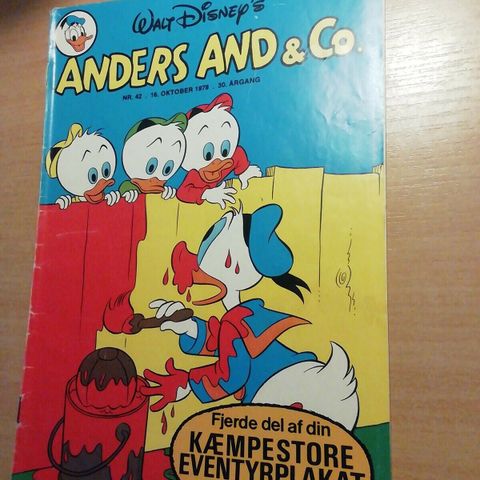 WALT DISNEY'S
ANDERS AND & Co.
NR. 42 . 16. OKTOBER 1978 . 30. ÅRGANG
Fjerde del af din
KÆMPESTORE
EVENTYRPLAKAT